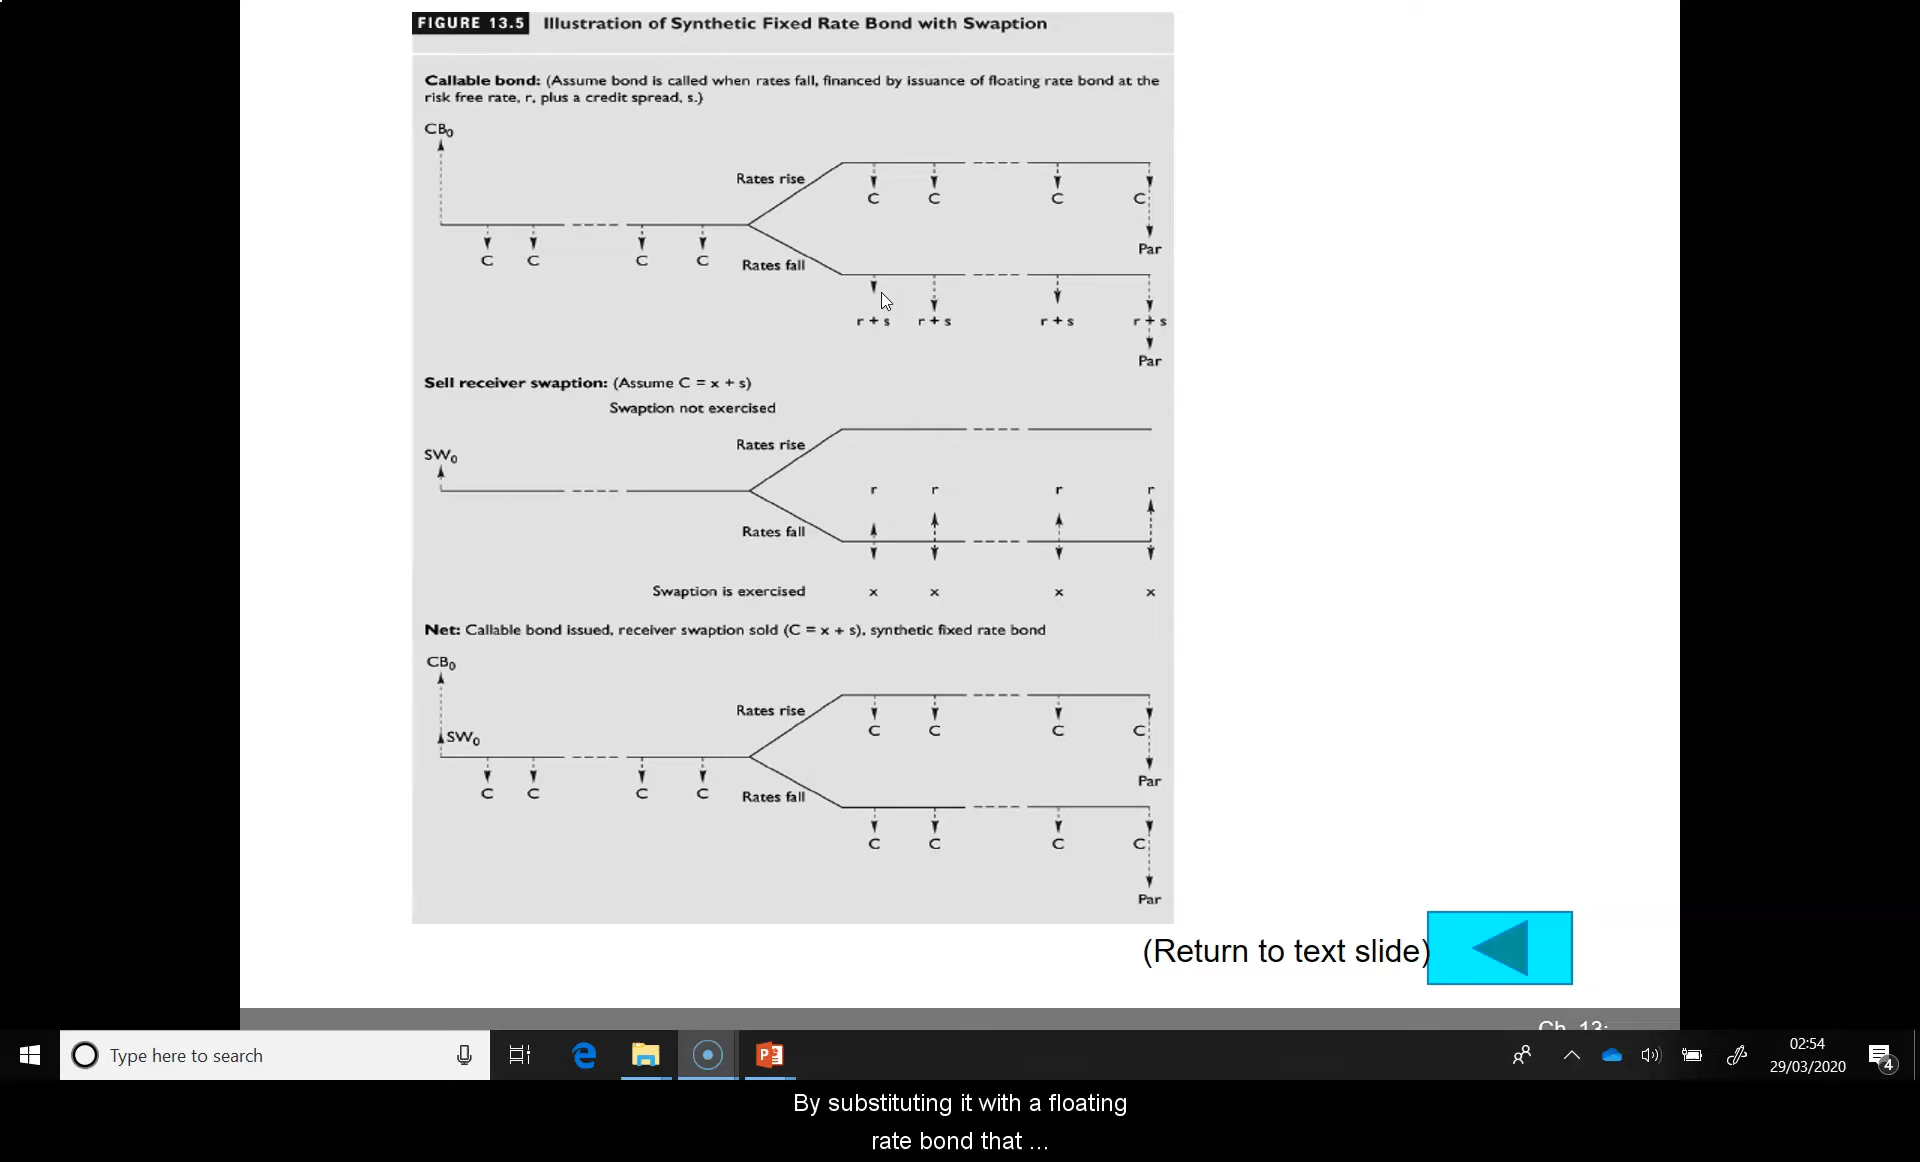 FIGURE 13.5 Illustration of Synthetic Fixed Rate Bond with Swaption
Callable bond: (Assume bond is called when rates fall, financed by issuance of floating rate bond at the
risk free rate, r, plus a credit spread, s.)
CB0
Rates rise
C C C C
Par
C C C C
Rates fall
r + s r + s r + s r + s
Par
Sell receiver swaption: (Assume C = x + s)
Swaption not exercised
Rates rise
SW0
r r r r
Rates fall
Swaption is exercised x x x x
Net: Callable bond issued, receiver swaption sold (C = x + s), synthetic fixed rate bond
CB0
Rates rise
C C C C
SW0
Par
C C C C
Rates fall
C C C C
Par
(Return to text slide)
Ch. 13:
Type here to search
02:54
29/03/2020
4
By substituting it with a floating
rate bond that ...